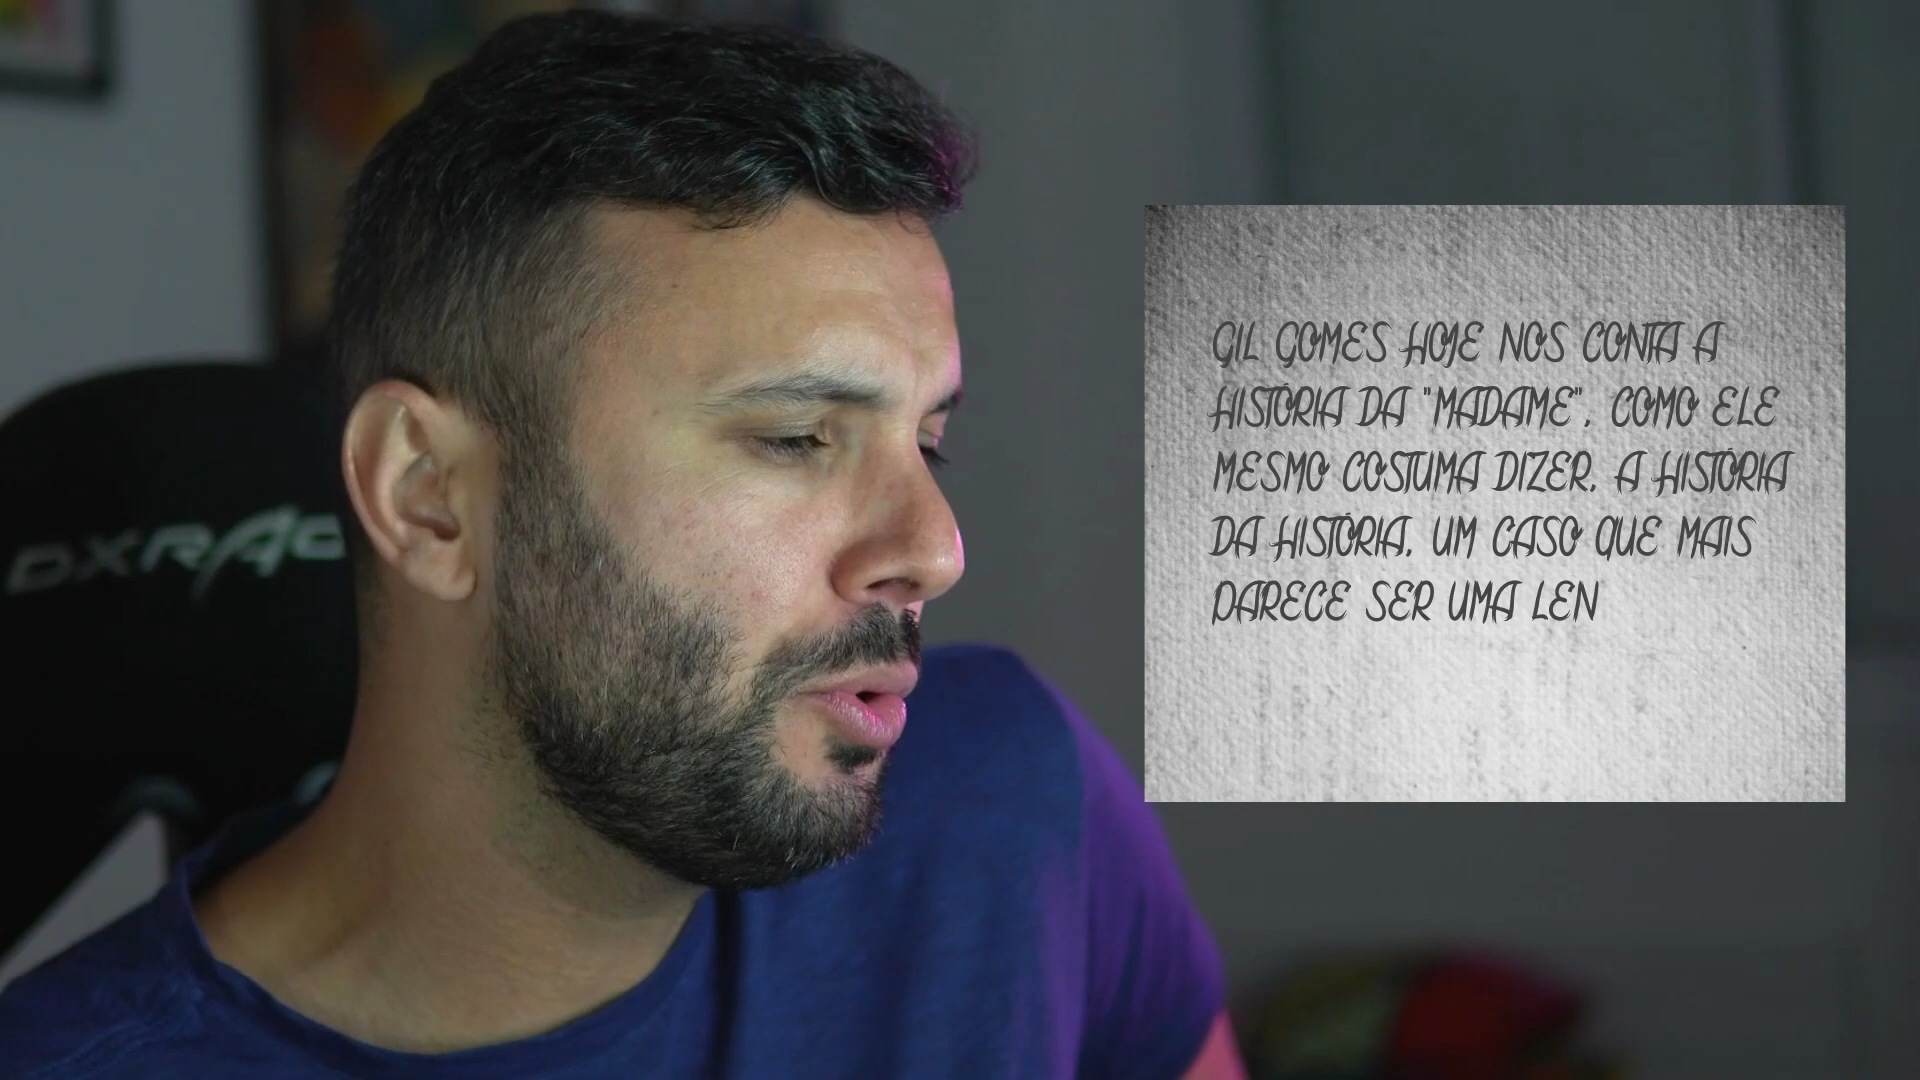 DXRAC
GIL GOMES HOJE NOS CONTA A
HISTÓRIA DA "MADAME", COMO ELE
MESMO COSTUMA DIZER, A HISTÓRIA
DA HISTÓRIA. UM CASO QUE MAIS
PARECE SER UMA LEN